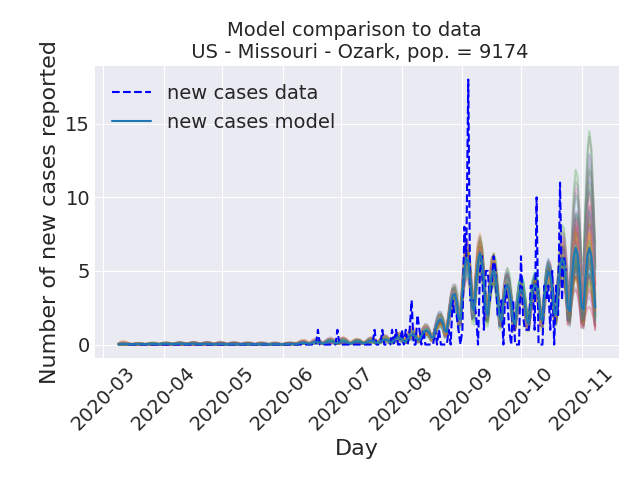 Model comparison to data
US - Missouri - Ozark, pop. = 9174
Number of new cases reported
new cases data
new cases model
15
10
5
0
2020-03
2020-04
2020-05
2020-06
2020-07
2020-08
2020-09
2020-10
2020-11
Day